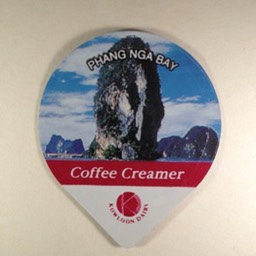 PHANG NGA BAY
Coffee Creamer
KOWLOON DAIRY